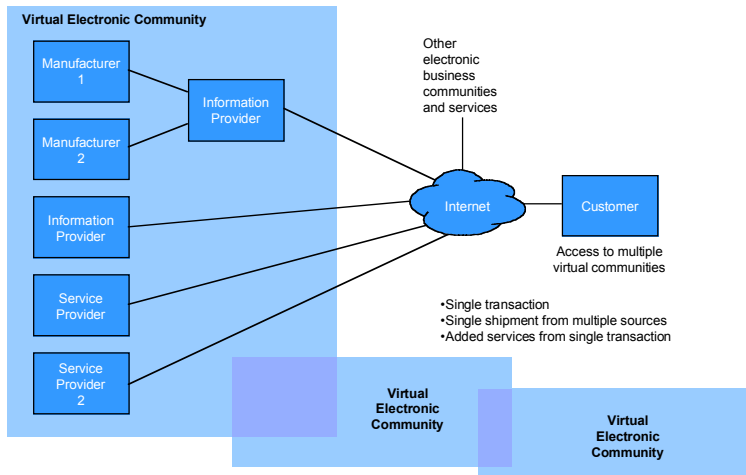 Virtual Electronic Community
Manufacturer
1
Manufacturer
2
Information
Provider
Information
Provider
Service
Provider
Service
Provider
2
Other
electronic
business
communities
and services
Internet
Customer
Access to multiple
virtual communities
•Single transaction
•Single shipment from multiple sources
•Added services from single transaction
Virtual
Electronic
Community
Virtual
Electronic
Community